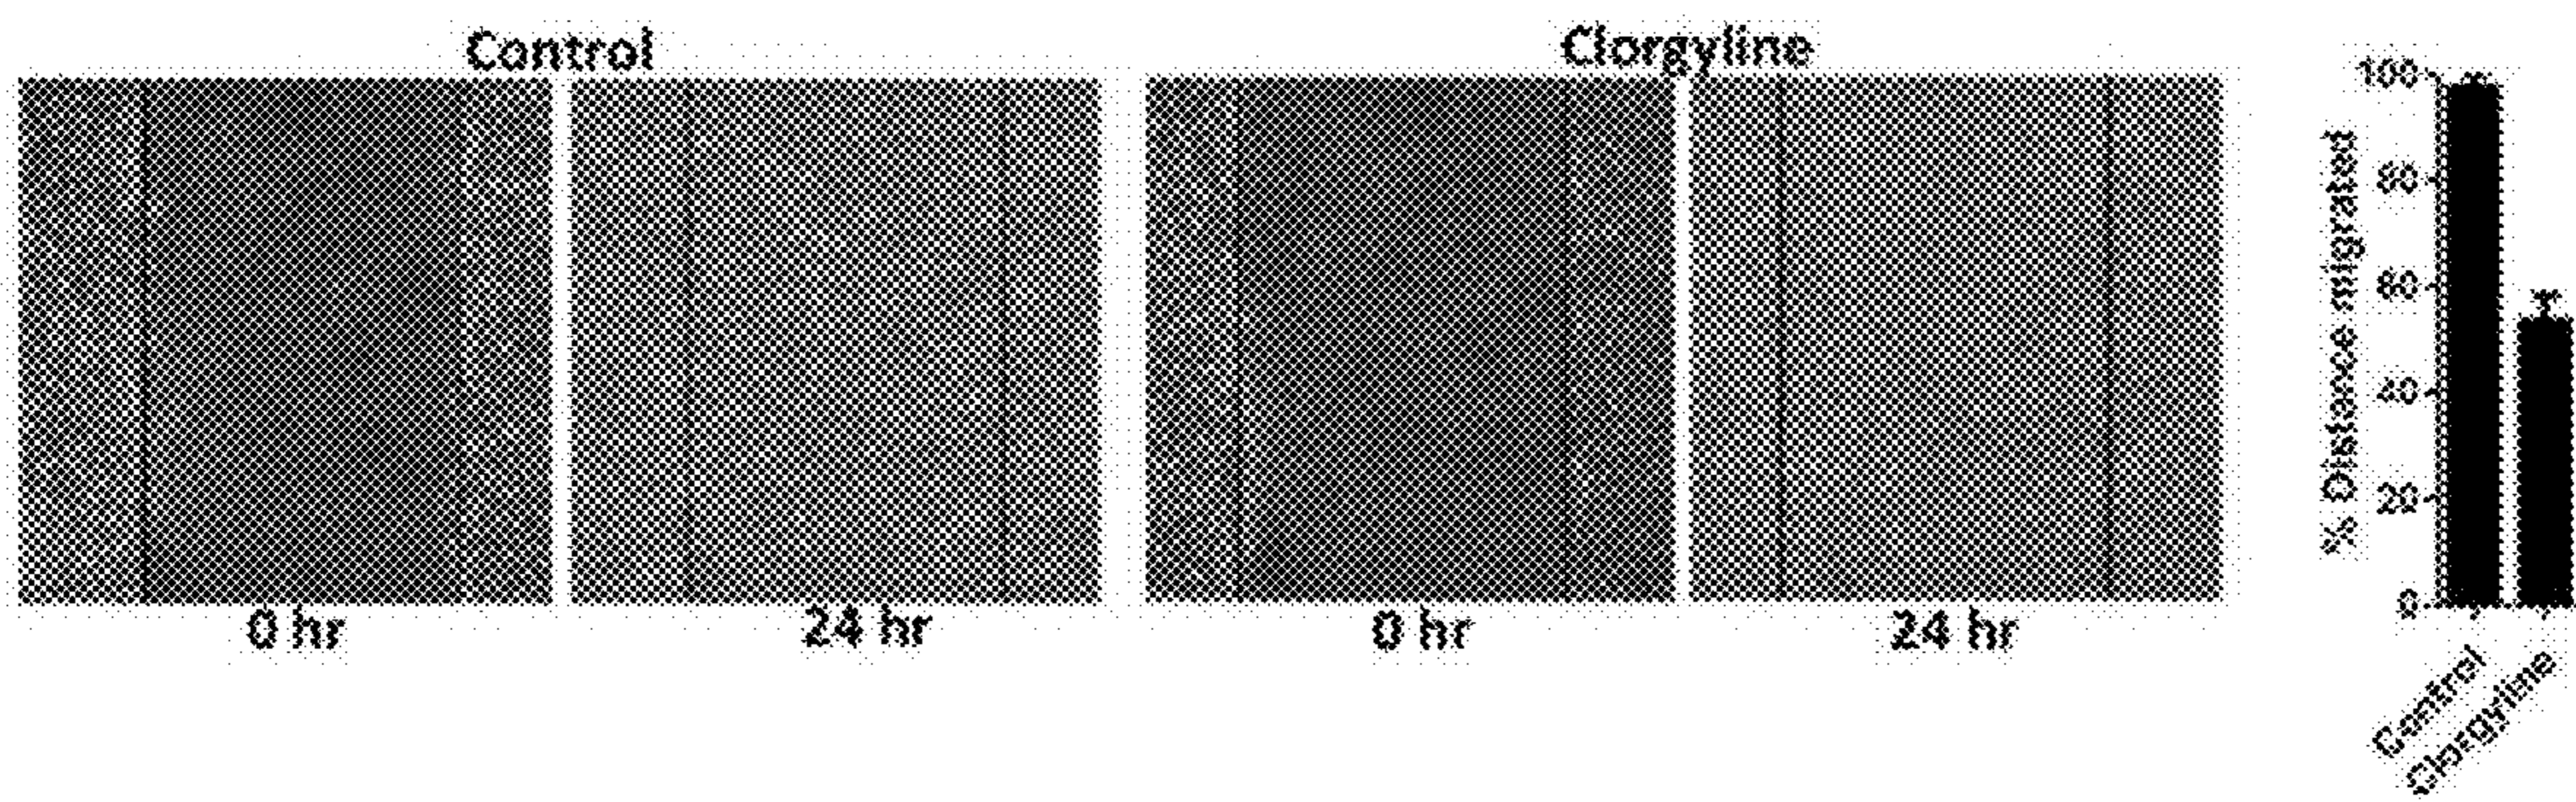 Control
Clorgyline
0 hr
24 hr
0 hr
24 hr
% Distance migrated
100
80
60
40
20
0
Control
Clorgyline